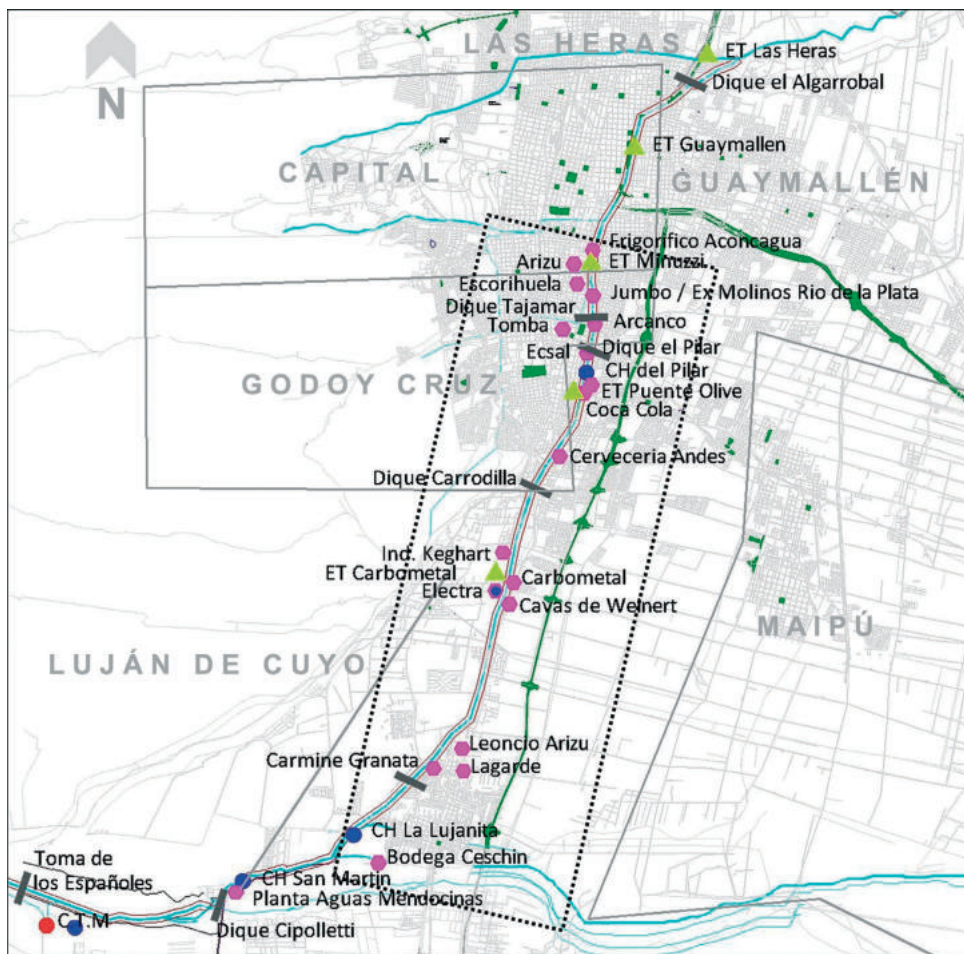 LAS HERAS
ET Las Heras
Dique el Algarrobal
N
ET Guaymallen
CAPITAL
GUAYMALLÉN
Frigorifico Aconcagua
Arizu
ET Minuzzi
Escorihuela
Jumbo / Ex Molinos Rio de la Plata
Dique Tajamar
Tomba
Arcanco
Ecsal
Dique el Pilar
CH del Pilar
GODOY CRUZ
ET Puente Olive
Coca Cola
Cerveceria Andes
Dique Carrodilla
Ind. Keghart
ET Carbometal
Carbometal
Electra
Cavas de Weinert
MAIPÚ
LUJÁN DE CUYO
Leoncio Arizu
Carmine Granata
Lagarde
CH La Lujanita
Bodega Ceschin
Toma de
los Españoles
CH San Martin
Planta Aguas Mendocinas
C.T.M
Dique Cipolletti